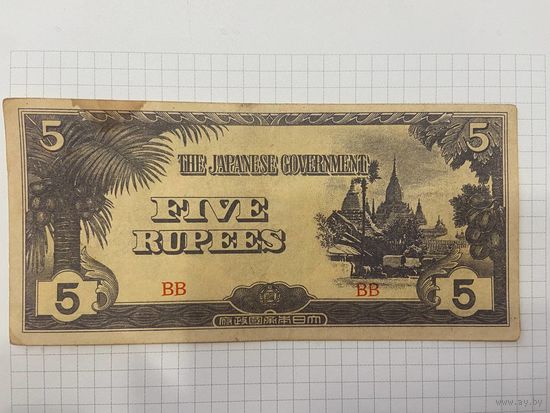 5 5
THE JAPANESE GOVERNMENT
FIVE
RUPEES
BB BB
5 5
府政國帝本日大
www.ay.by